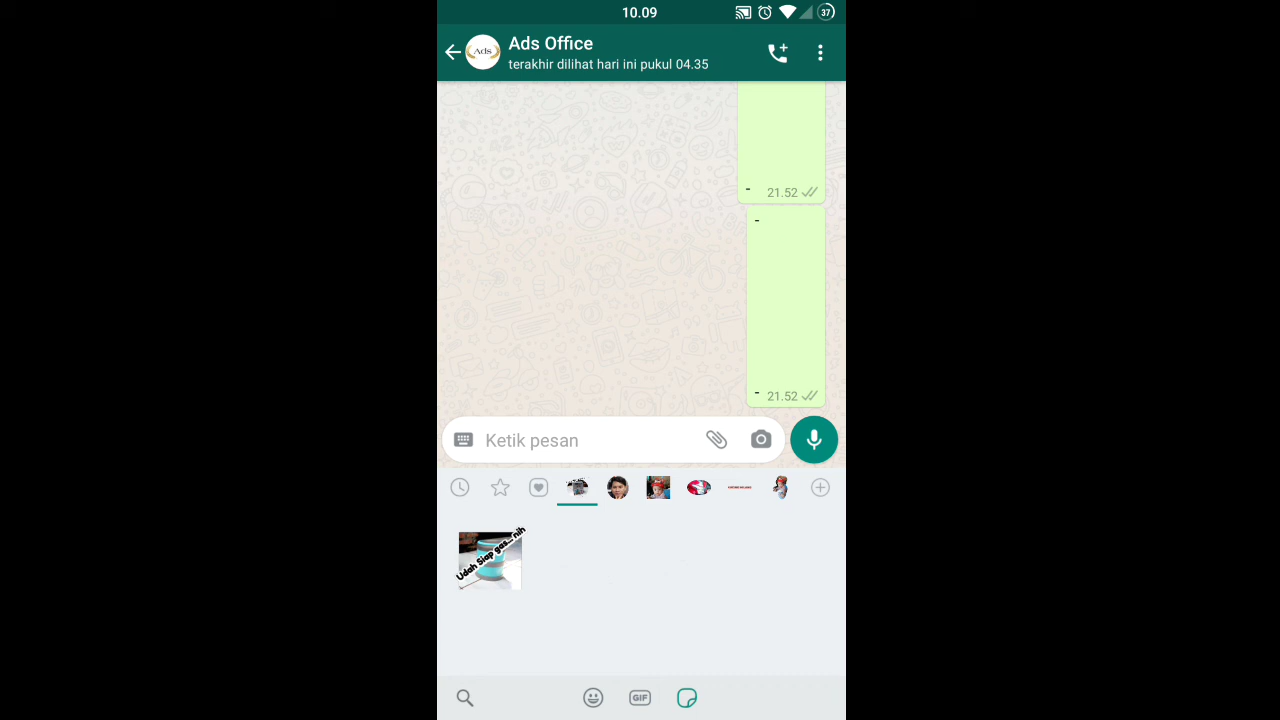 10.09
37
Ads
Ads Office
terakhir dilihat hari ini pukul 04.35
-
21.52
-
-
21.52
Ketik pesan
Udah Siap gas... nih
GIF